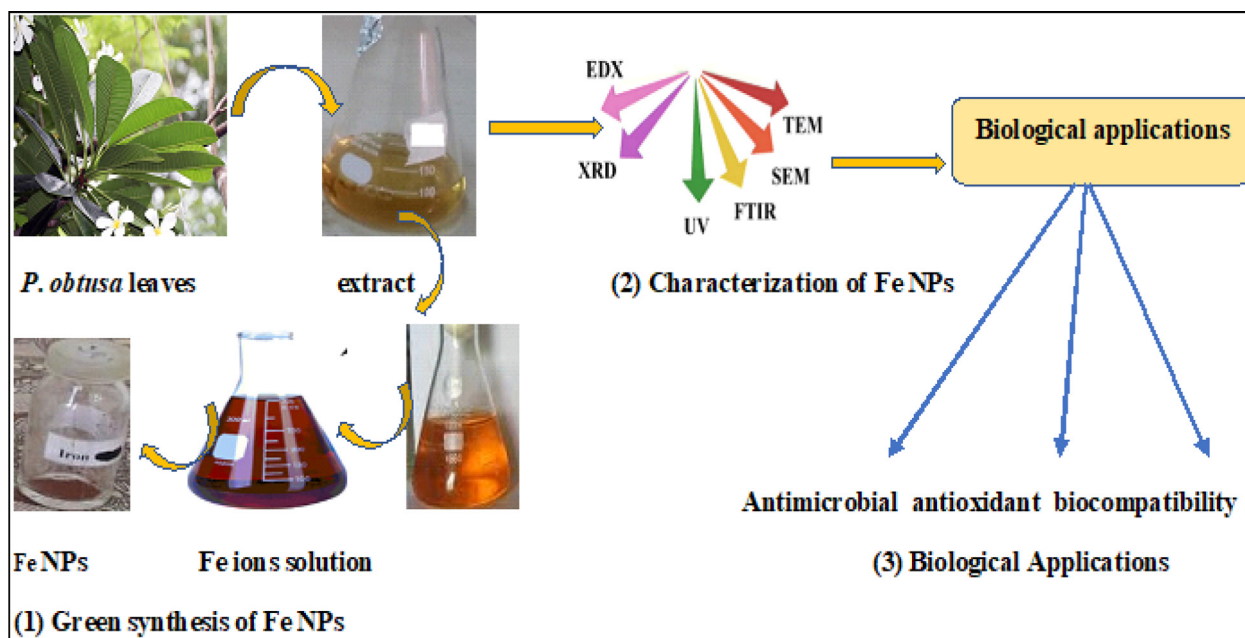 EDX
XRD
UV
FTIR
SEM
TEM
Biological applications
P. obtusa leaves
extract
(2) Characterization of Fe NPs
Iron
Antimicrobial antioxidant biocompatibility
Fe NPs
Fe ions solution
(3) Biological Applications
(1) Green synthesis of Fe NPs